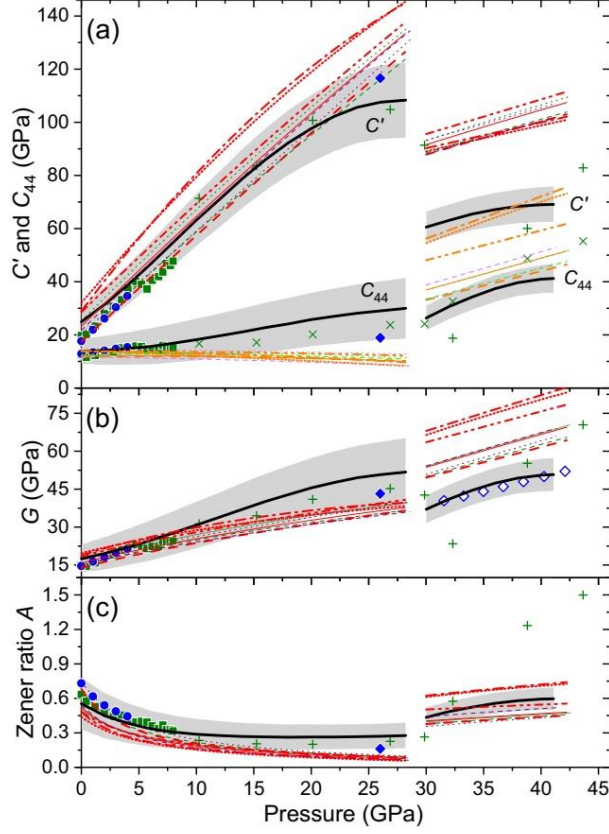 (a)
140
120
100
80
60
40
20
0
C' and C44 (GPa)
C'
C44
C'
C44
(b)
75
60
45
30
15
G (GPa)
(c)
1.5
1.2
0.9
0.6
0.3
0.0
Zener ratio A
0 5 10 15 20 25 30 35 40 45
Pressure (GPa)